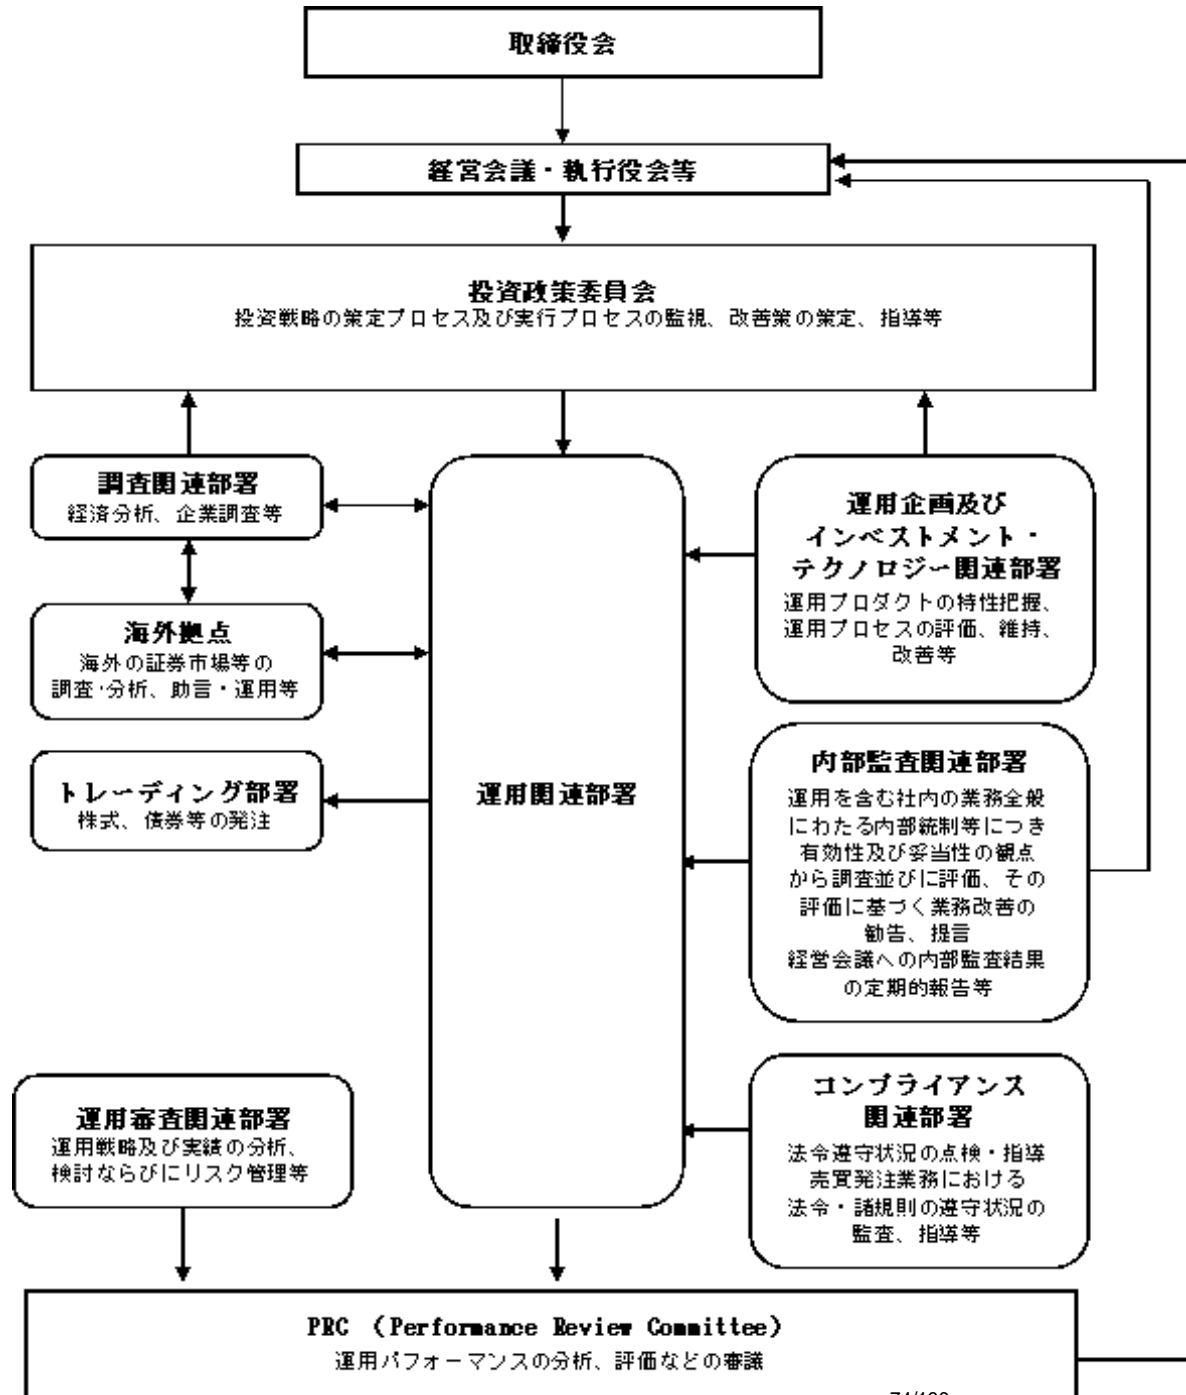 取締役会
経営会議・執行役会等
投資政策委員会
投資戦略の策定プロセス及び実行プロセスの監視、改善策の策定、指導等
調査関連部署
経済分析、企業調査等
海外拠点
海外の証券市場等の
調査・分析、助言・運用等
トレーディング部署
株式、債券等の発注
運用関連部署
運用企画及び
インベストメント・
テクノロジー関連部署
運用プロダクトの特性把握、
運用プロセスの評価、維持、
改善等
内部監査関連部署
運用を含む社内の業務全般
にわたる内部統制等につき
有効性及び妥当性の観点
から調査並びに評価、その
評価に基づく業務改善の
勧告、提言
経営会議への内部監査結果
の定期的報告等
コンプライアンス
関連部署
法令遵守状況の点検・指導
売買発注業務における
法令・諸規則の遵守状況の
監査、指導等
運用審査関連部署
運用戦略及び実績の分析、
検討ならびにリスク管理等
PRC （Performance Review Committee）
運用パフォーマンスの分析、評価などの審議